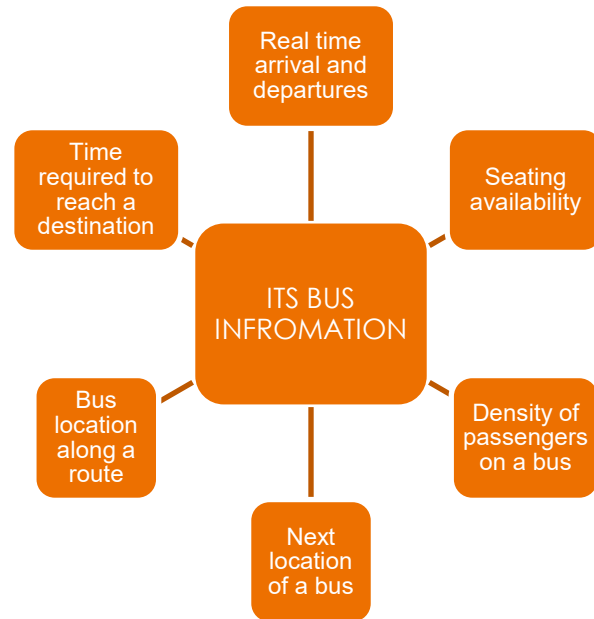 Real time
arrival and
departures
Time
required to
reach a
destination
Seating
availability
ITS BUS
INFROMATION
Bus
location
along a
route
Density of
passengers
on a bus
Next
location
of a bus